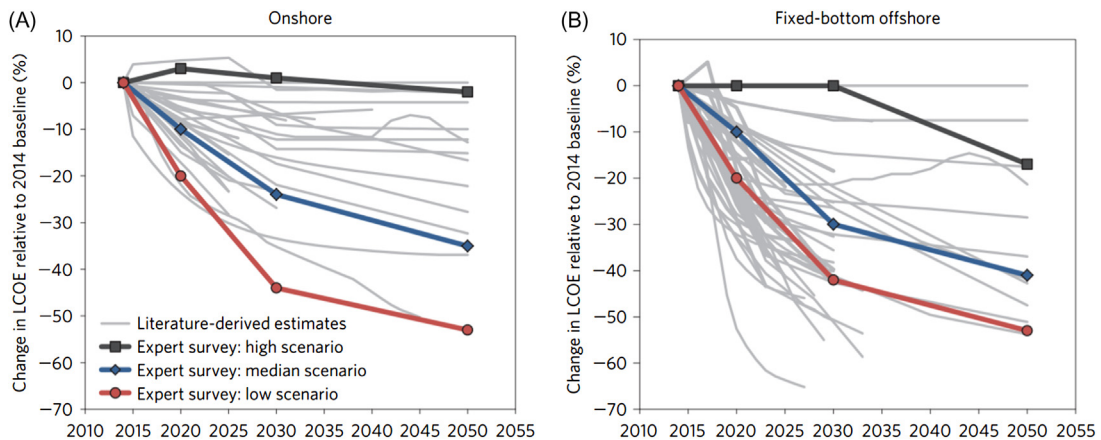 (A)
Onshore
Change in LCOE relative to 2014 baseline (%)
10
0
−10
−20
−30
−40
−50
−60
−70
Literature-derived estimates
Expert survey: high scenario
Expert survey: median scenario
Expert survey: low scenario
2010 2015 2020 2025 2030 2035 2040 2045 2050 2055
(B)
Fixed-bottom offshore
Change in LCOE relative to 2014 baseline (%)
10
0
−10
−20
−30
−40
−50
−60
−70
2010 2015 2020 2025 2030 2035 2040 2045 2050 2055